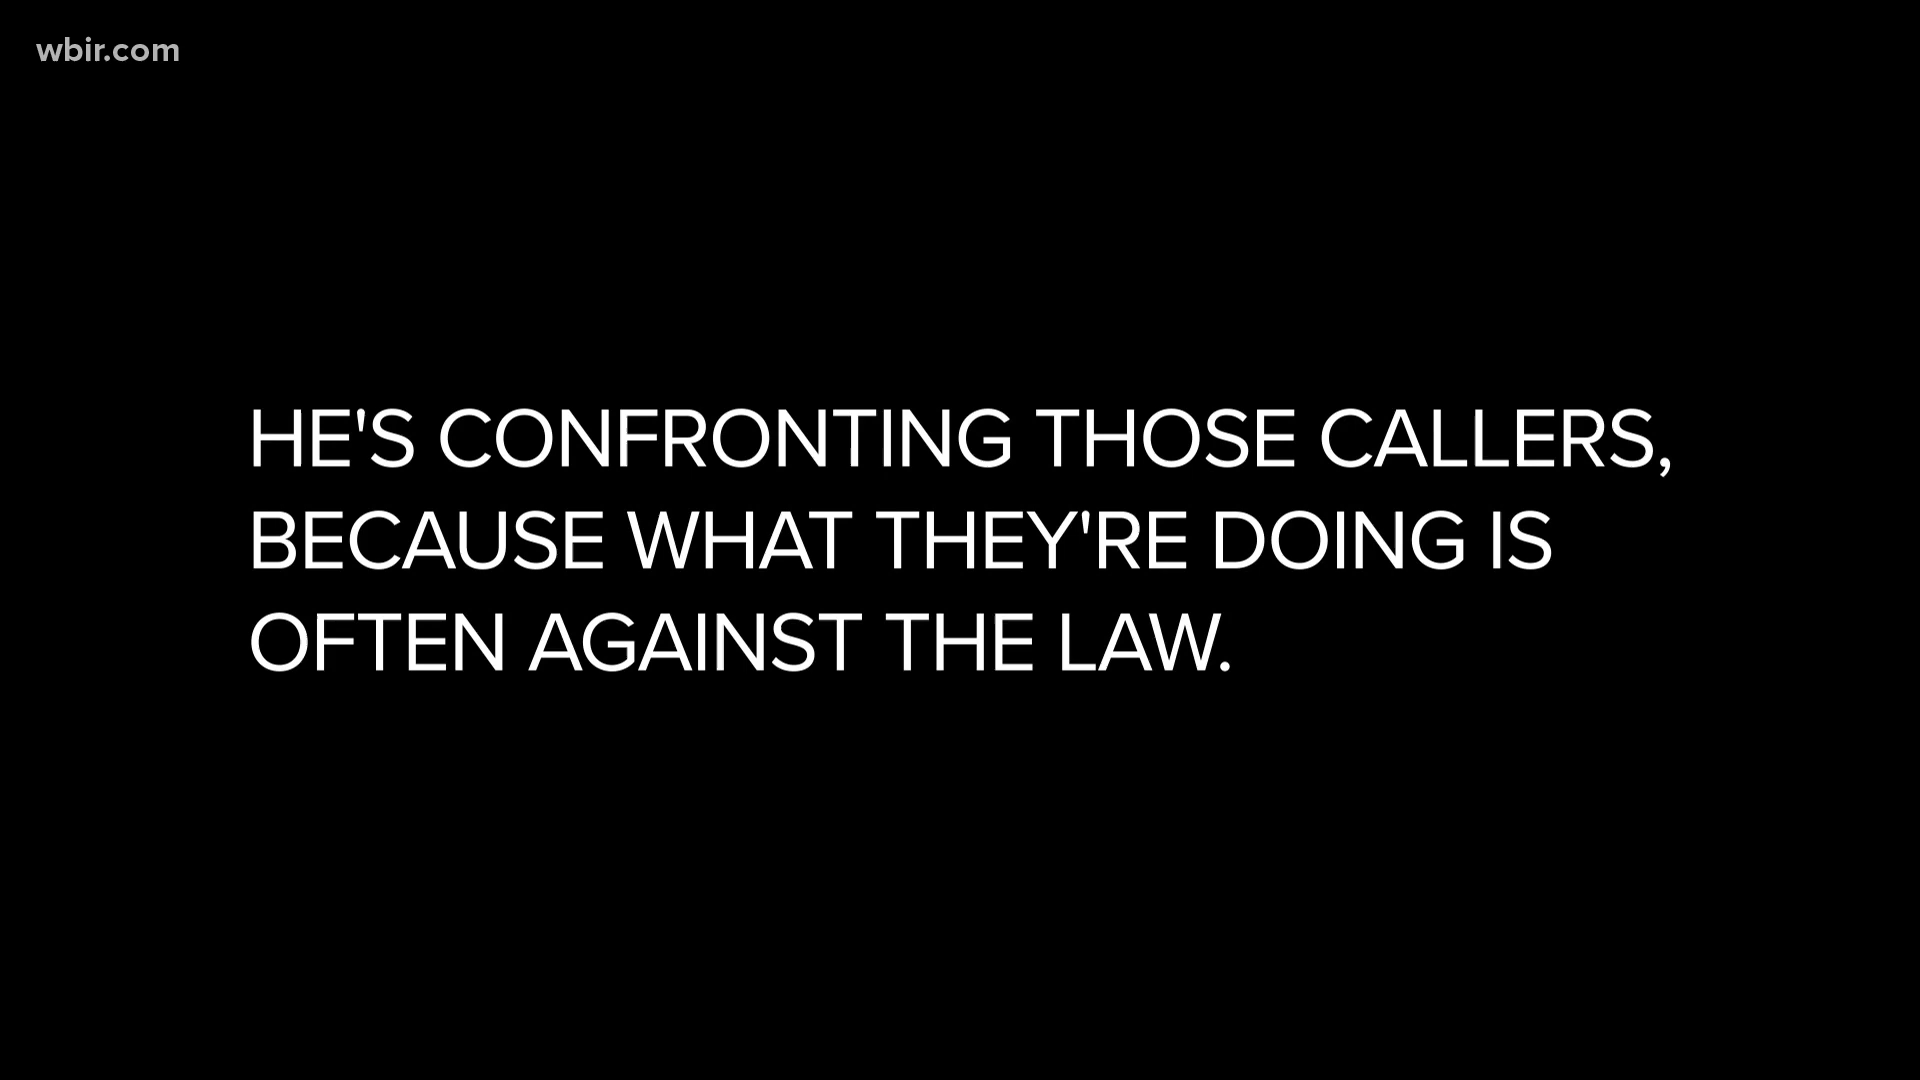 wbir.com
HE'S CONFRONTING THOSE CALLERS,
BECAUSE WHAT THEY'RE DOING IS
OFTEN AGAINST THE LAW.